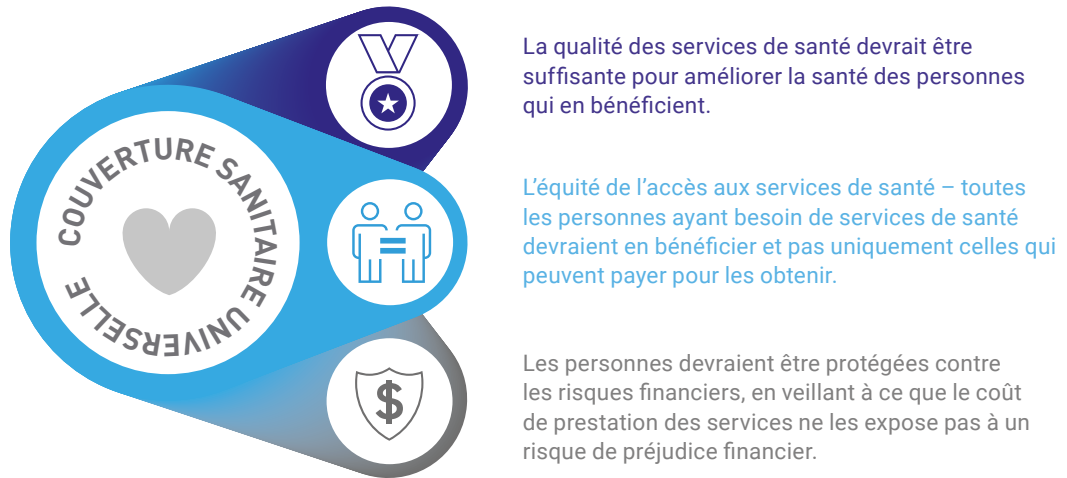 COUVERTURE SANITAIRE UNIVERSELLE
La qualité des services de santé devrait être
suffisante pour améliorer la santé des personnes
qui en bénéficient.
L’équité de l’accès aux services de santé – toutes
les personnes ayant besoin de services de santé
devraient en bénéficier et pas uniquement celles qui
peuvent payer pour les obtenir.
$
Les personnes devraient être protégées contre
les risques financiers, en veillant à ce que le coût
de prestation des services ne les expose pas à un
risque de préjudice financier.